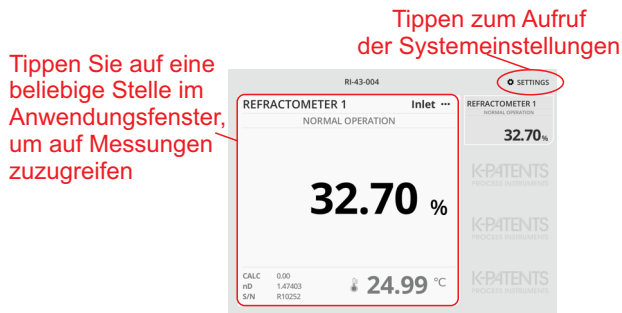 Tippen zum Aufruf
der Systemeinstellungen
Tippen Sie auf eine
beliebige Stelle im
Anwendungsfenster,
um auf Messungen
zuzugreifen
RI-43-004
SETTINGS
REFRACTOMETER 1 Inlet ···
NORMAL OPERATION
32.70 %
CALC 0.00
nD 1.47403
S/N R10252
24.99 °C
REFRACTOMETER 1
NORMAL OPERATION
32.70%
K-PATENTS
PROCESS INSTRUMENTS
K-PATENTS
PROCESS INSTRUMENTS
K-PATENTS
PROCESS INSTRUMENTS